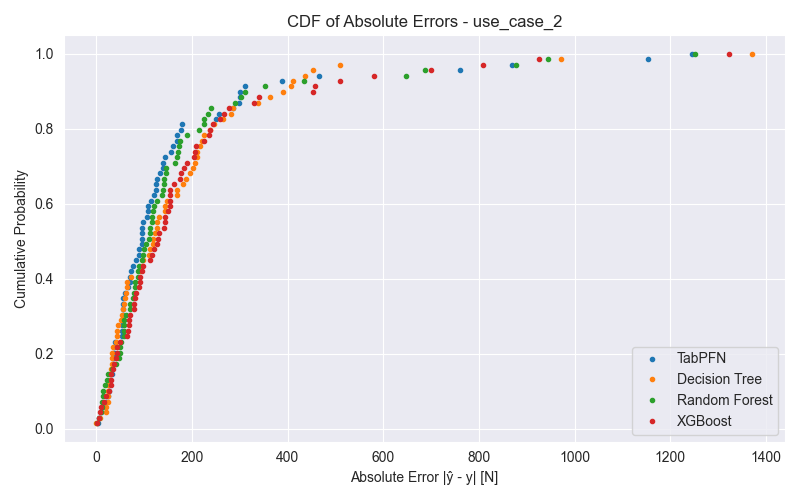 CDF of Absolute Errors - use_case_2
Cumulative Probability
1.0
0.8
0.6
0.4
0.2
0.0
0
200
400
600
800
1000
1200
1400
Absolute Error |ŷ - y| [N]
TabPFN
Decision Tree
Random Forest
XGBoost